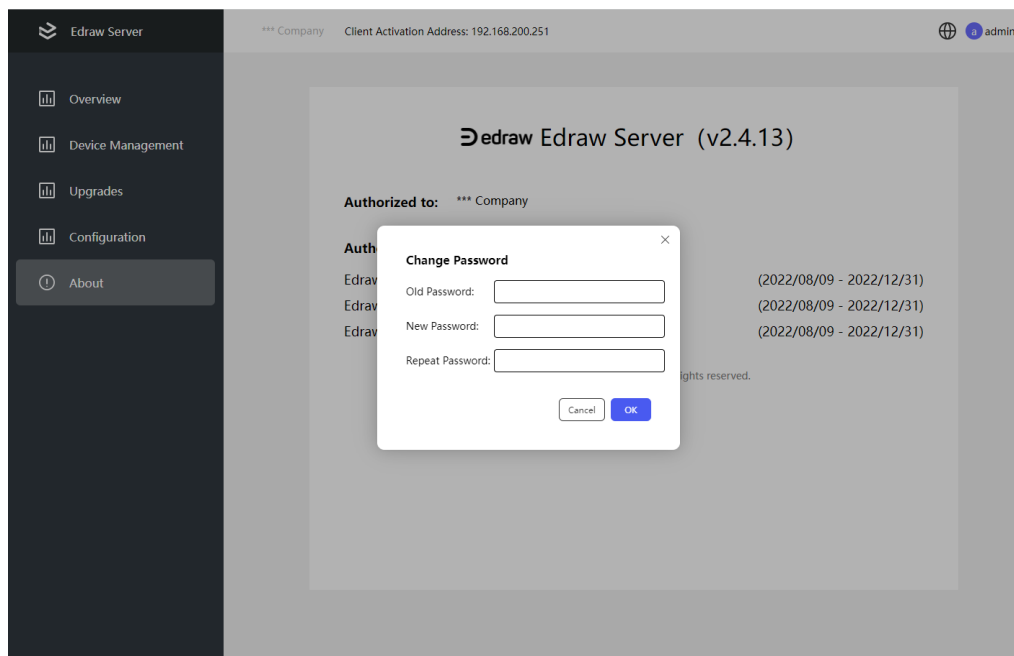 Edraw Server
*** Company
Client Activation Address: 192.168.200.251
a admin
Overview
Device Management
Upgrades
Configuration
About
edraw Edraw Server (v2.4.13)
Authorized to: *** Company
(2022/08/09 - 2022/12/31)
(2022/08/09 - 2022/12/31)
(2022/08/09 - 2022/12/31)
reserved.
Change Password
Old Password:
New Password:
Repeat Password:
Cancel
OK